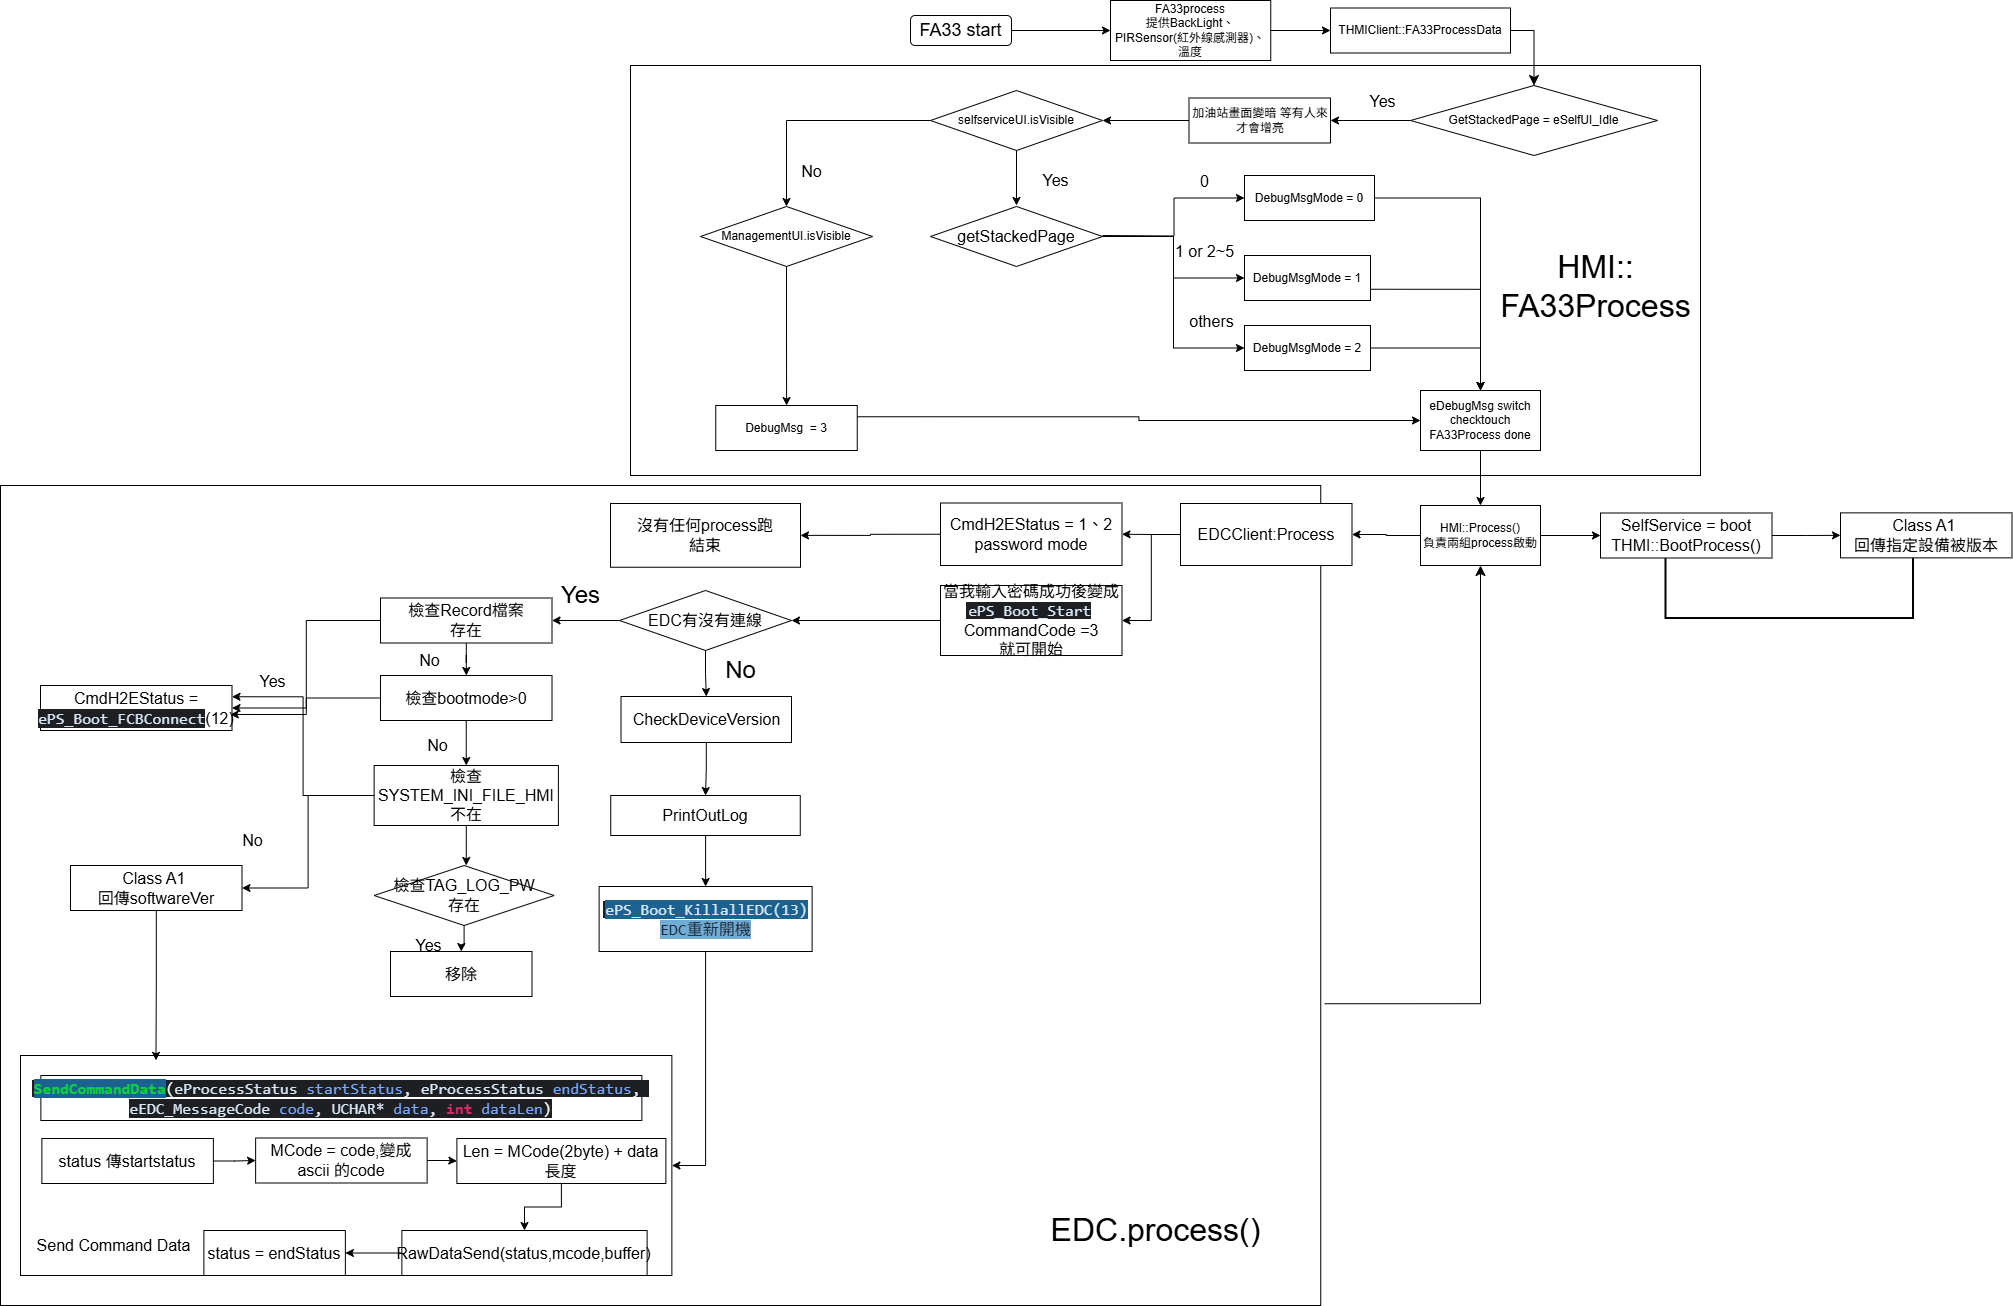 FA33 start
FA33process
提供BackLight、
PIRSensor(紅外線感測器)、
溫度
THMIClient::FA33ProcessData
GetStackedPage = eSelfUI_Idle
Yes
加油站畫面變暗 等有人來
才會增亮
selfserviceUI.isVisible
No
Yes
ManagementUI.isVisible
getStackedPage
0
DebugMsgMode = 0
1 or 2~5
DebugMsgMode = 1
others
DebugMsgMode = 2
HMI::
FA33Process
DebugMsg  = 3
eDebugMsg switch
checktouch
FA33Process done
HMI::Process()
負責兩組process啟動
SelfService = boot
THMI::BootProcess()
Class A1
回傳指定設備被版本
EDCClient:Process
CmdH2EStatus = 1、2
password mode
沒有任何process跑
結束
當我輸入密碼成功後變成
ePS_Boot_Start
CommandCode =3
就可開始
EDC有沒有連線
Yes
No
檢查Record檔案
存在
No
檢查bootmode>0
Yes
CmdH2EStatus =
ePS_Boot_FCBConnect(12)
No
檢查
SYSTEM_INI_FILE_HMI
不在
No
檢查TAG_LOG_PW
存在
Yes
移除
Class A1
回傳softwareVer
CheckDeviceVersion
PrintOutLog
ePS_Boot_KillallEDC(13)
EDC重新開機
SendCommandData(eProcessStatus startStatus, eProcessStatus endStatus,
eEDC_MessageCode code, UCHAR* data, int dataLen)
status 傳startstatus
MCode = code,變成
ascii 的code
Len = MCode(2byte) + data
長度
RawDataSend(status,mcode,buffer)
status = endStatus
Send Command Data
EDC.process()